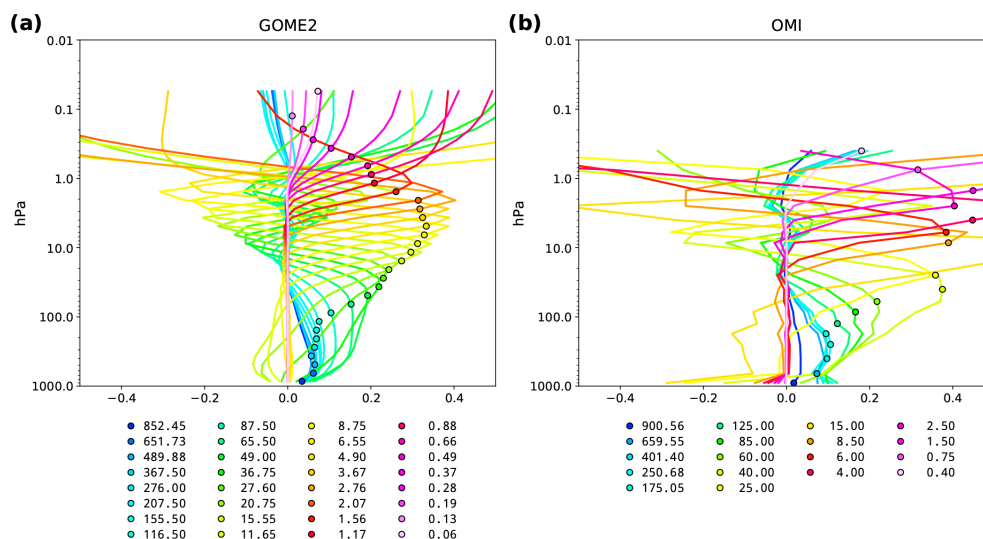 (a) GOME2
(b) OMI
0.01
0.1
1.0
10.0
100.0
1000.0
hPa
−0.4 −0.2 0.0 0.2 0.4
0.1
1.0
10.0
100.0
1000.0
0.01
hPa
−0.4 −0.2 0.0 0.2 0.4
852.45 87.50 8.75 0.88
651.73 65.50 6.55 0.66
489.88 49.00 4.90 0.49
367.50 36.75 3.67 0.37
276.00 27.60 2.76 0.28
207.50 20.75 2.07 0.19
155.50 15.55 1.56 0.13
116.50 11.65 1.17 0.06
900.56 125.00 15.00 2.50
659.55 85.00 8.50 1.50
401.40 60.00 6.00 0.75
250.68 40.00 4.00 0.40
175.05 25.00